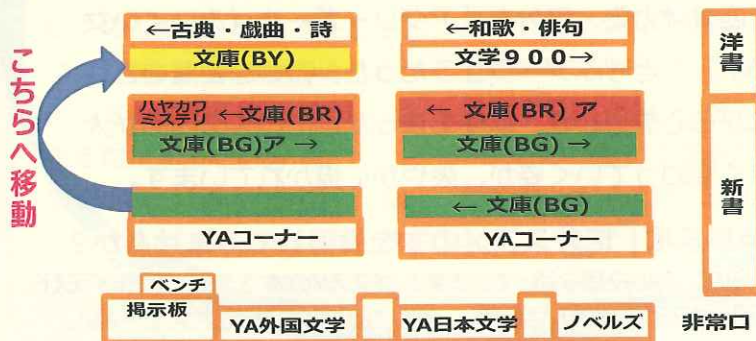 こちらへ移動
←古典・戯曲・詩
文庫(BY)
←和歌・俳句
文学900→
洋書
ハヤカワ
ミステリ ←文庫(BR)
文庫(BG)ア →
← 文庫(BR) ア
文庫(BG) →
新書
← 文庫(BG)
YAコーナー
YAコーナー
ベンチ
掲示板
YA外国文学
YA日本文学
ノベルズ
非常口